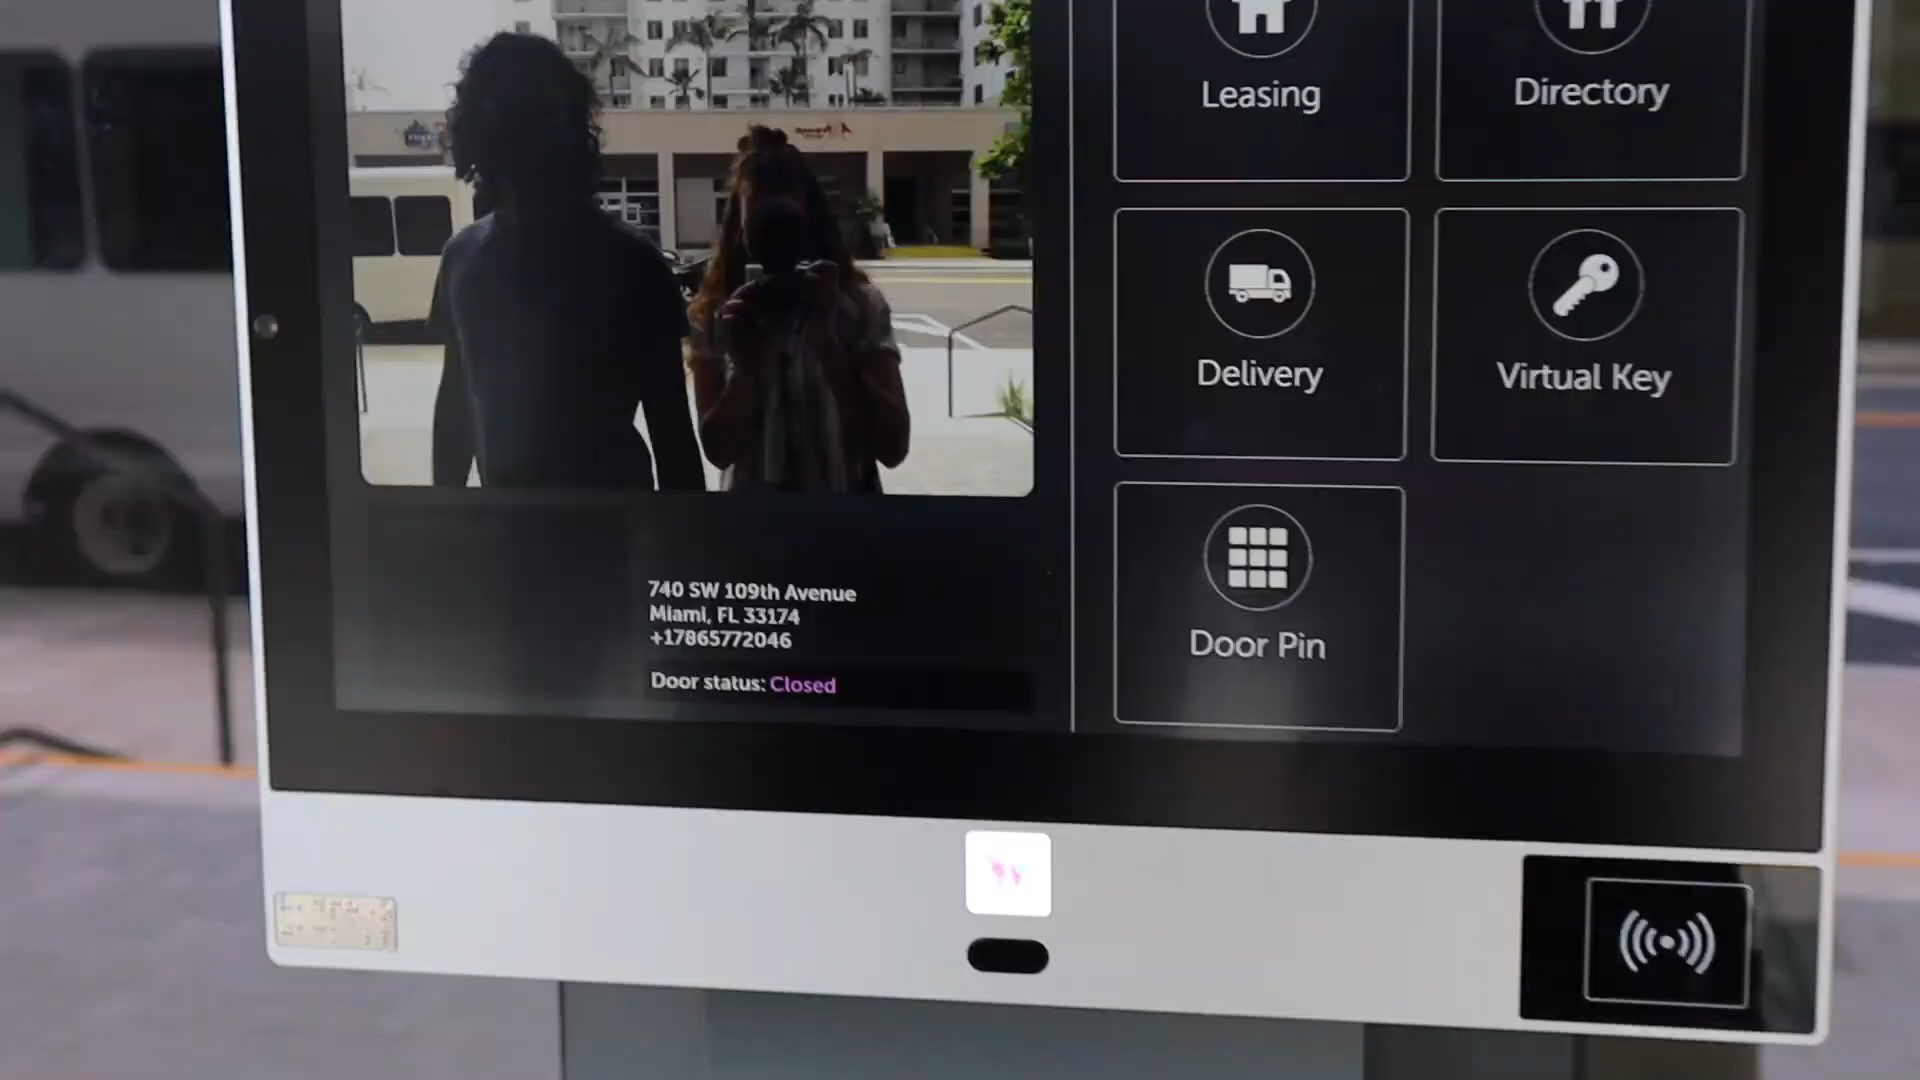 Leasing
Directory
Delivery
Virtual Key
Door Pin
740 SW 109th Avenue
Miami, FL 33174
+17865772046
Door status: Closed